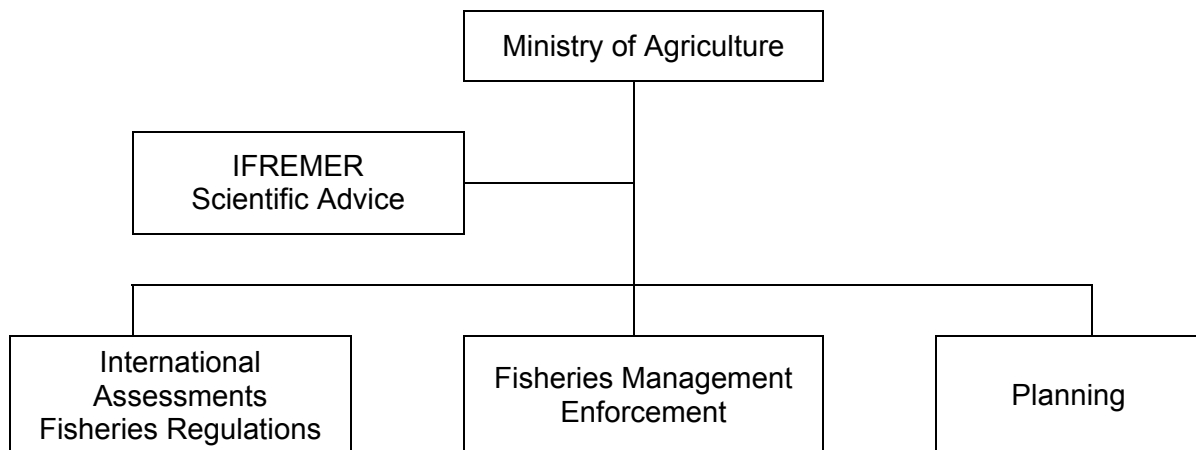 Ministry of Agriculture
IFREMER
Scientific Advice
International
Assessments
Fisheries Regulations
Fisheries Management
Enforcement
Planning